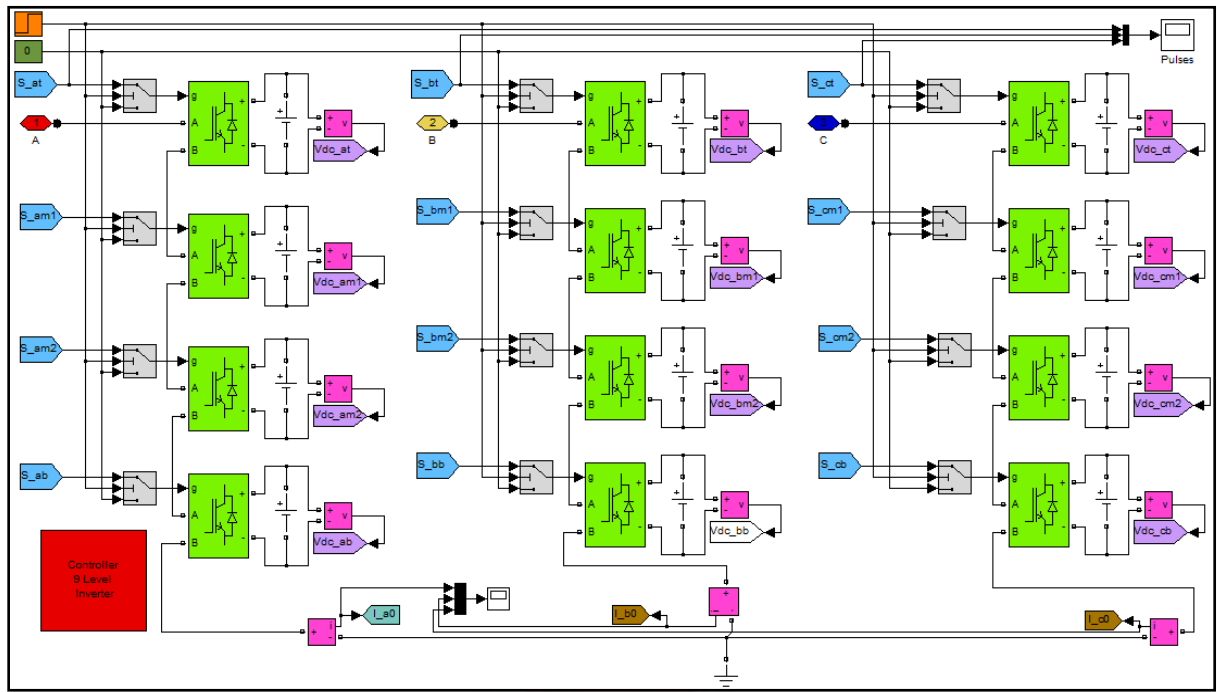 0
Pulses
S_at
g
+
A
B
-
+
+
-
v
Vdc_at
1
A
S_bt
g
+
A
B
-
+
+
-
v
Vdc_bt
2
B
S_ct
g
+
A
B
-
+
+
-
v
Vdc_ct
C
S_am1
g
+
A
B
-
+
+
-
v
Vdc_am1
S_bm1
g
+
A
B
-
+
+
-
v
Vdc_bm1
S_cm1
g
+
A
B
-
+
+
-
v
Vdc_cm1
S_am2
g
+
A
B
-
+
+
-
v
Vdc_am2
S_bm2
g
+
A
B
-
+
+
-
v
Vdc_bm2
S_cm2
g
+
A
B
-
+
+
-
v
Vdc_cm2
S_ab
g
+
A
B
-
+
+
-
v
Vdc_ab
S_bb
g
+
A
B
-
+
+
-
v
Vdc_bb
S_cb
g
+
A
B
-
+
+
-
v
Vdc_cb
Controller
9 Level
Inverter
+
i
-
I_a0
I_b0
+
-
I_c0
i
-
+